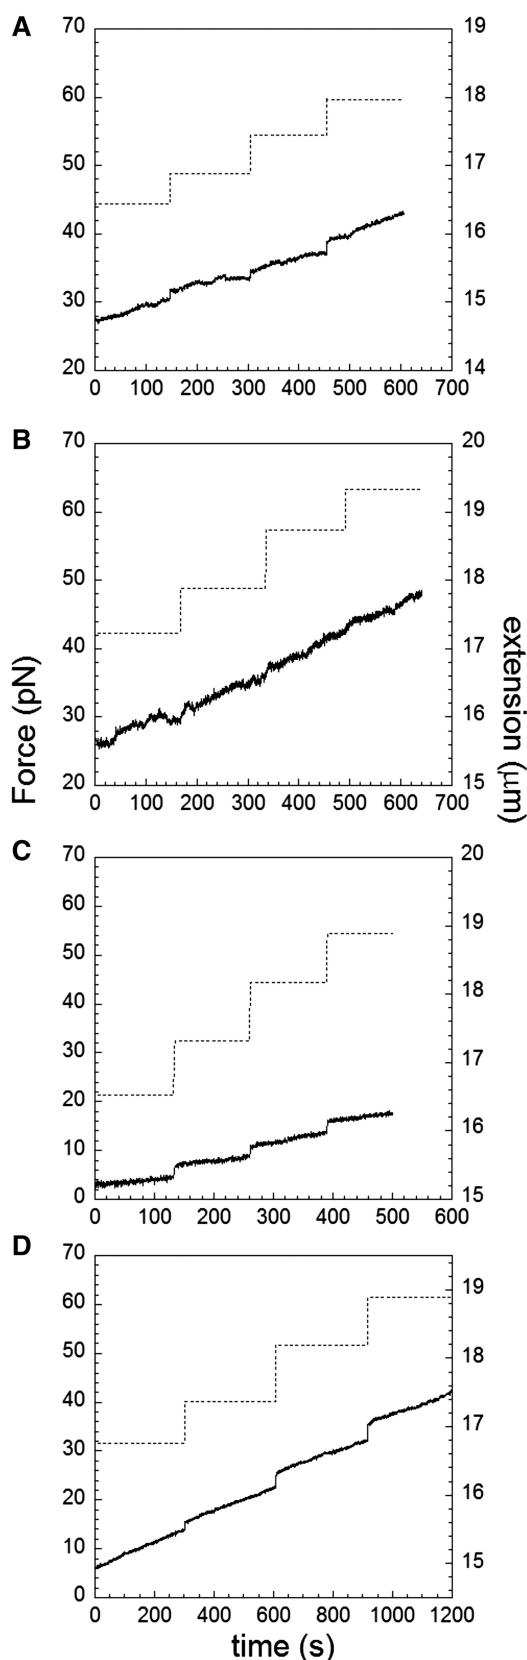 A
70 19
60 18
50 17
40 16
30 15
20 14
0 100 200 300 400 500 600 700
B
70 20
60 19
50 18
40 17
30 16
20 15
0 100 200 300 400 500 600 700
Force (pN)
extension (μm)
C
70 20
60 19
50 18
40
30 17
20 16
10
0 15
0 100 200 300 400 500 600
D
70
60 19
50 18
40
30 17
20 16
10 15
0
0 200 400 600 800 1000 1200
time (s)